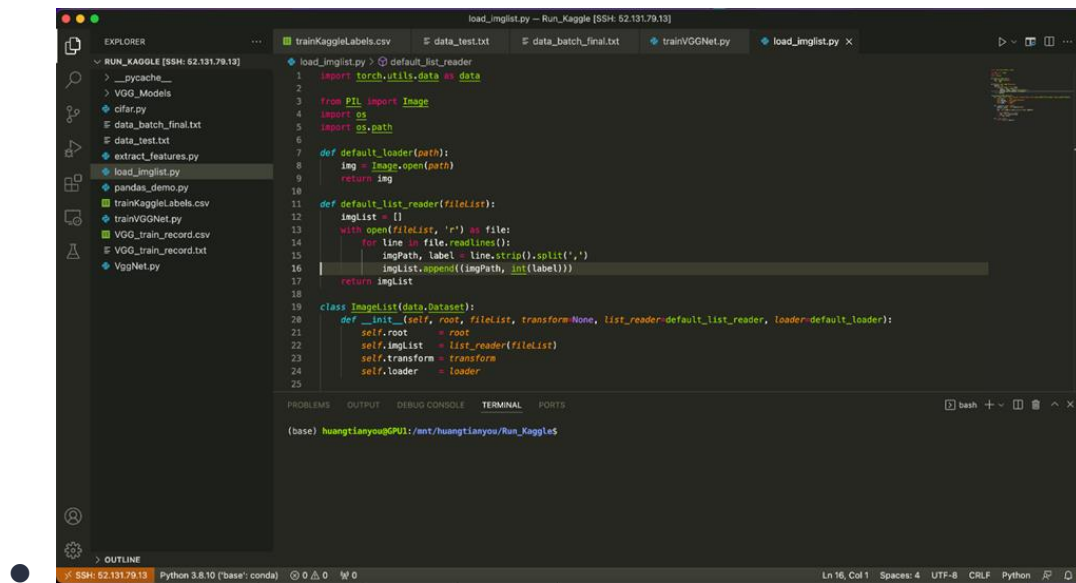 load_imglist.py — Run_Kaggle [SSH: 52.131.79.13]
EXPLORER ...
trainKaggleLabels.csv data_test.txt data_batch_final.txt trainVGGNet.py load_imglist.py ×
RUN_KAGGLE [SSH: 52.131.79.13]
__pycache__
VGG_Models
cifar.py
data_batch_final.txt
data_test.txt
extract_features.py
load_imglist.py
pandas_demo.py
trainKaggleLabels.csv
trainVGGNet.py
VGG_train_record.csv
VGG_train_record.txt
VggNet.py
OUTLINE
load_imglist.py > default_list_reader
1 import torch.utils.data as data
2
3 from PIL import Image
4 import os
5 import os.path
6
7 def default_loader(path):
8 img = Image.open(path)
9 return img
10
11 def default_list_reader(fileList):
12 imgList = []
13 with open(fileList, 'r') as file:
14 for line in file.readlines():
15 imgPath, label = line.strip().split(',')
16 imgList.append((imgPath, int(label)))
17 return imgList
18
19 class ImageList(data.Dataset):
20 def __init__(self, root, fileList, transform=None, list_reader=default_list_reader, loader=default_loader):
21 self.root = root
22 self.imgList = list_reader(fileList)
23 self.transform = transform
24 self.loader = loader
25
PROBLEMS OUTPUT DEBUG CONSOLE TERMINAL PORTS
bash
(base) huangtianyou@GPU1:/mnt/huangtianyou/Run_Kaggle$
SSH: 52.131.79.13 Python 3.8.10 ('base': conda) 0 0 0 Ln 16, Col 1 Spaces: 4 UTF-8 CRLF Python